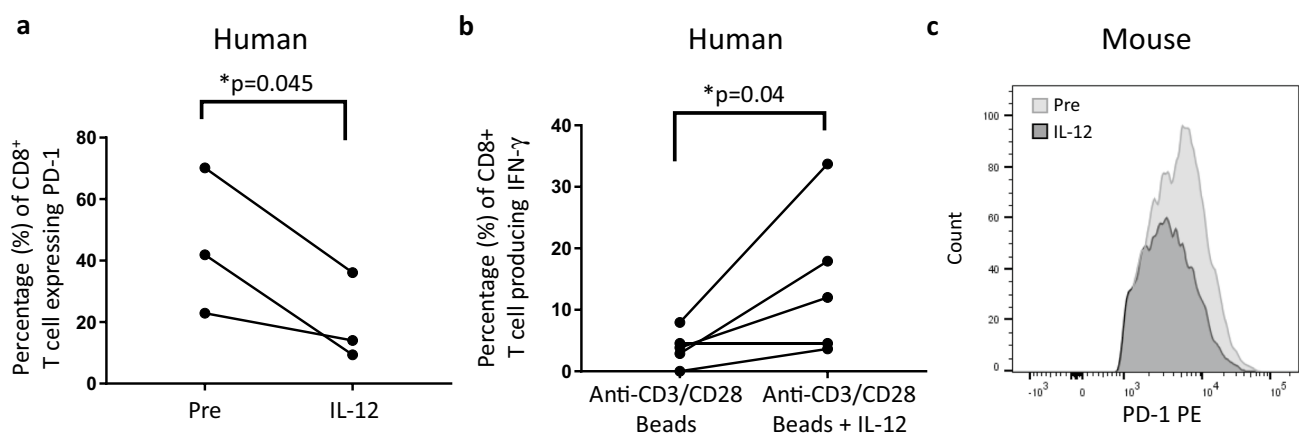 a
Human
*p=0.045
Percentage (%) of CD8⁺
T cell expressing PD-1
80
60
40
20
0
Pre
IL-12
b
Human
*p=0.04
Percentage (%) of CD8+
T cell producing IFN-γ
40
30
20
10
0
Anti-CD3/CD28
Beads
Anti-CD3/CD28
Beads + IL-12
c
Mouse
Pre
IL-12
Count
100
80
60
40
20
0
-10³
0
10³
10⁴
10⁵
PD-1 PE